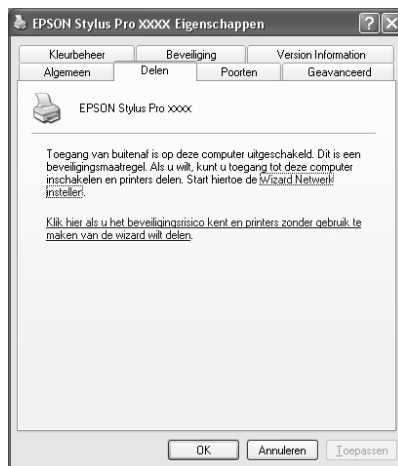 EPSON Stylus Pro XXXX Eigenschappen
Kleurbeheer Beveiliging Version Information
Algemeen Delen Poorten Geavanceerd
EPSON Stylus Pro xxxx
Toegang van buitenaf is op deze computer uitgeschakeld. Dit is een
beveiligingsmaatregel. Als u wilt, kunt u toegang tot deze computer
inschakelen en printers delen. Start hiertoe de Wizard Netwerk
instellen.
Klik hier als u het beveiligingsrisico kent en printers zonder gebruik te
maken van de wizard wilt delen.
OK Annuleren Toepassen